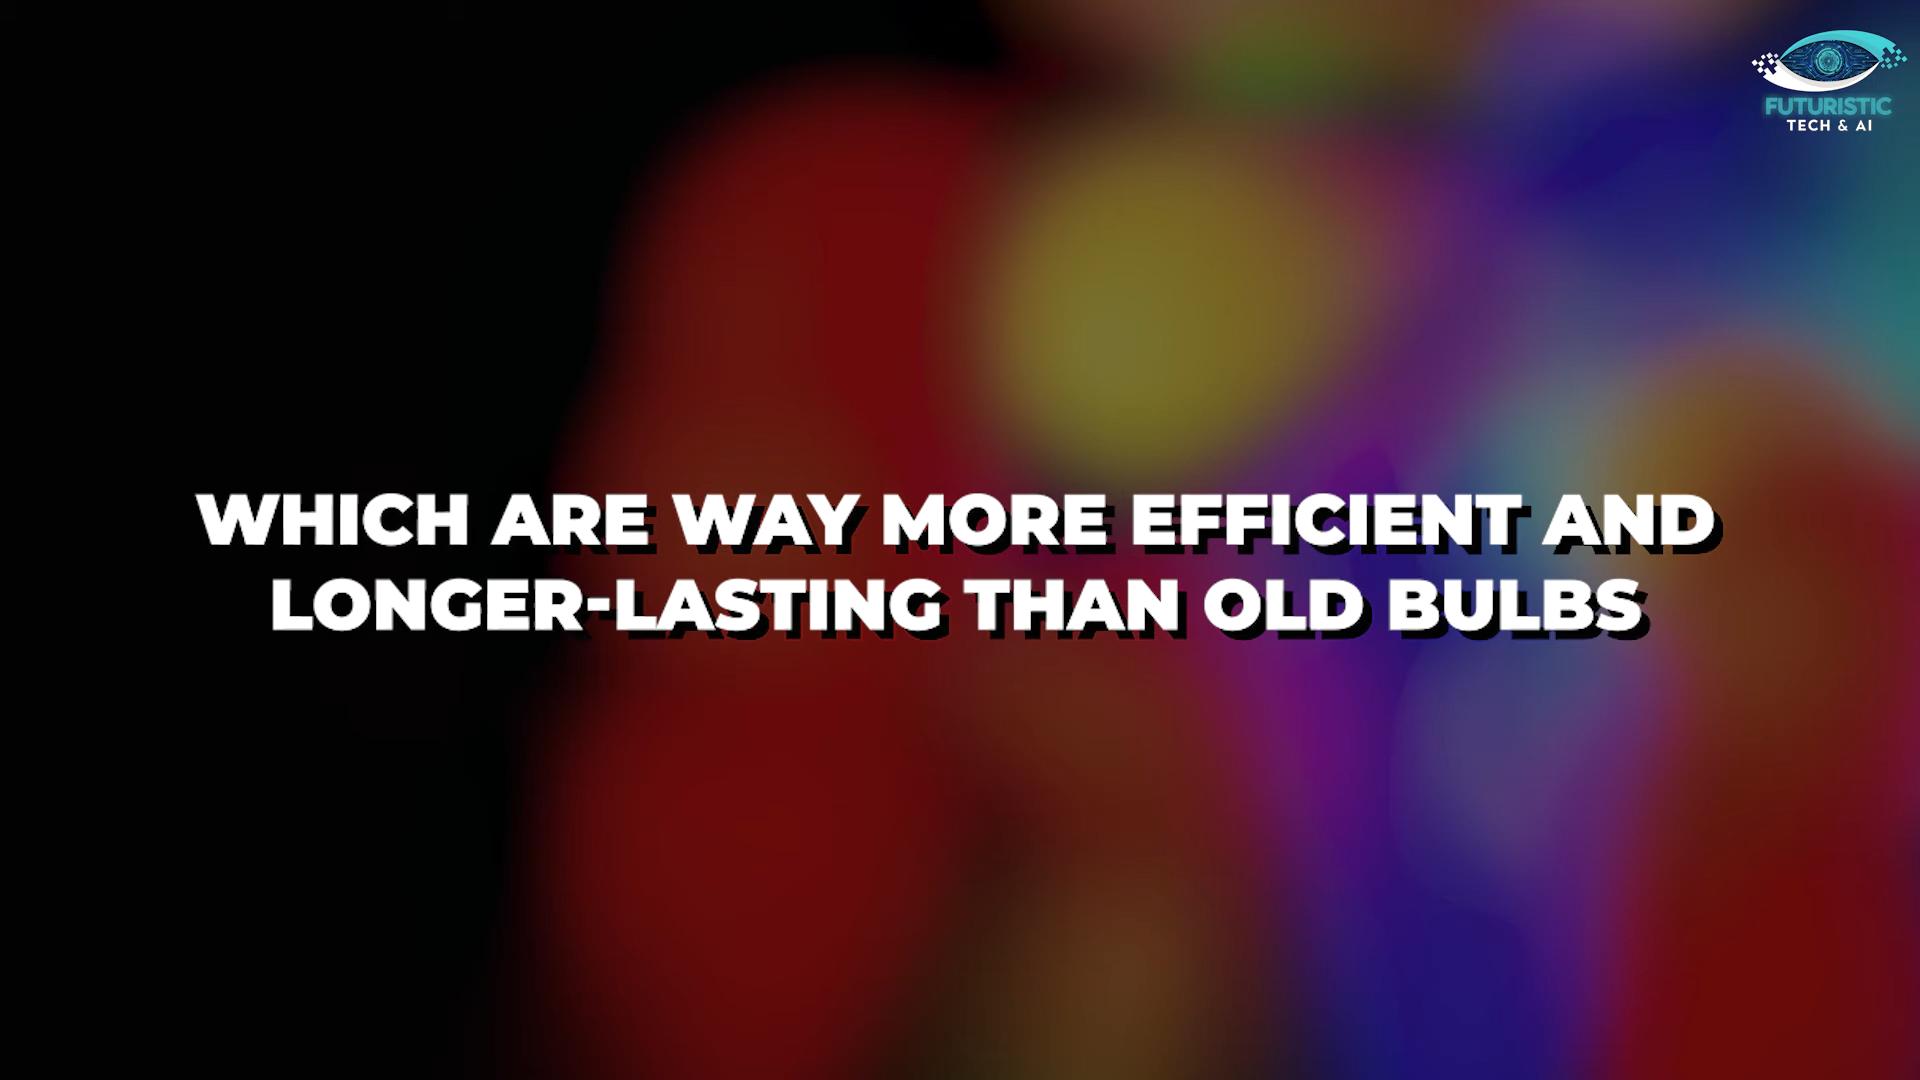 FUTURISTIC
TECH & AI
WHICH ARE WAY MORE EFFICIENT AND
LONGER-LASTING THAN OLD BULBS